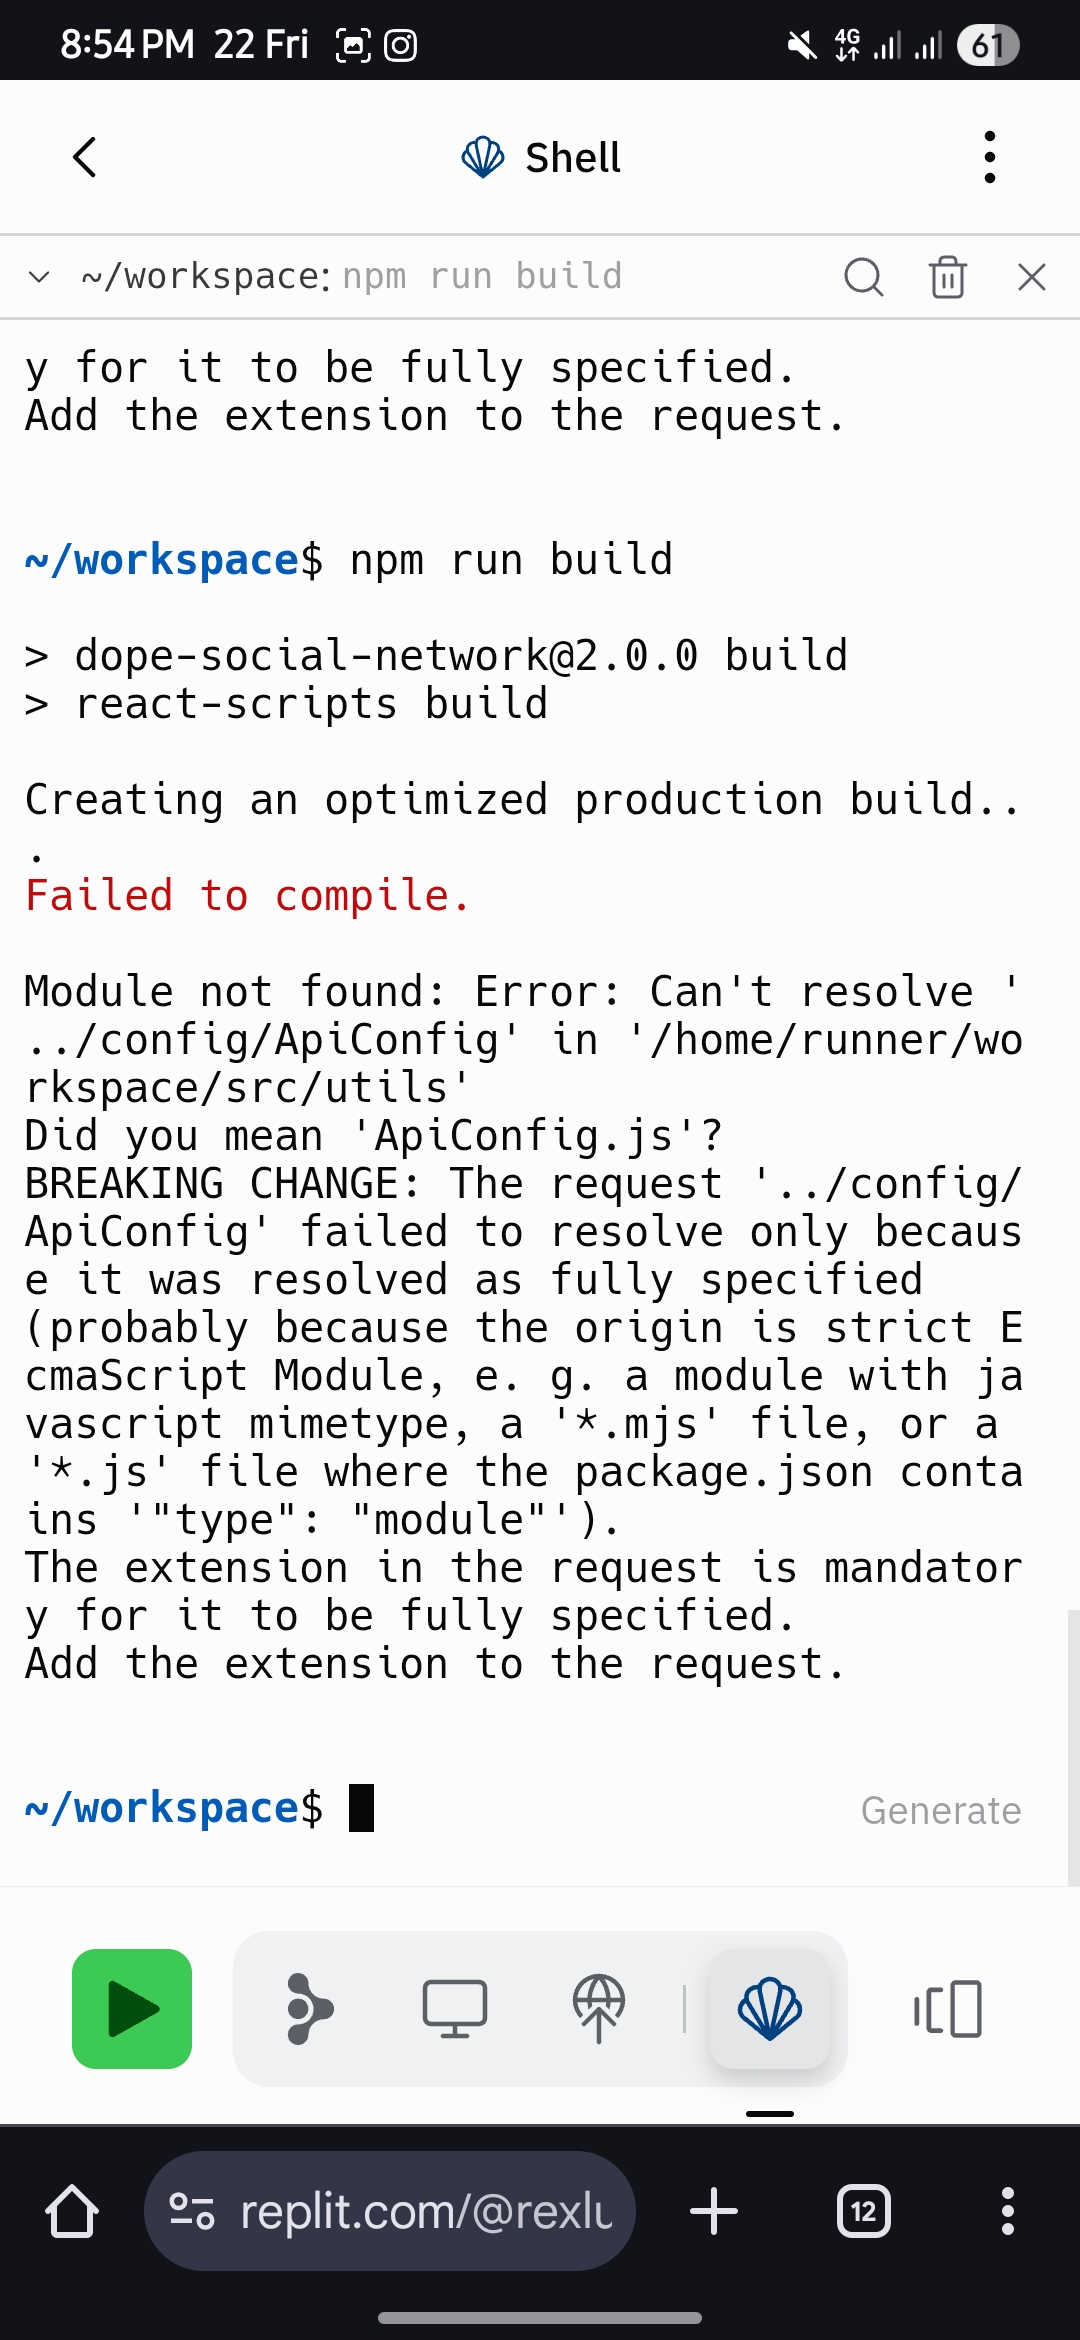 8:54 PM 22 Fri 4G 61
Shell
~/workspace: npm run build
y for it to be fully specified.
Add the extension to the request.
~/workspace$ npm run build
> dope-social-network@2.0.0 build
> react-scripts build
Creating an optimized production build..
.
Failed to compile.
Module not found: Error: Can't resolve '
../config/ApiConfig' in '/home/runner/wo
rkspace/src/utils'
Did you mean 'ApiConfig.js'?
BREAKING CHANGE: The request '../config/
ApiConfig' failed to resolve only becaus
e it was resolved as fully specified
(probably because the origin is strict E
cmaScript Module, e. g. a module with ja
vascript mimetype, a '*.mjs' file, or a
'*.js' file where the package.json conta
ins '"type": "module"').
The extension in the request is mandator
y for it to be fully specified.
Add the extension to the request.
~/workspace$ Generate
replit.com/@rexlu 12